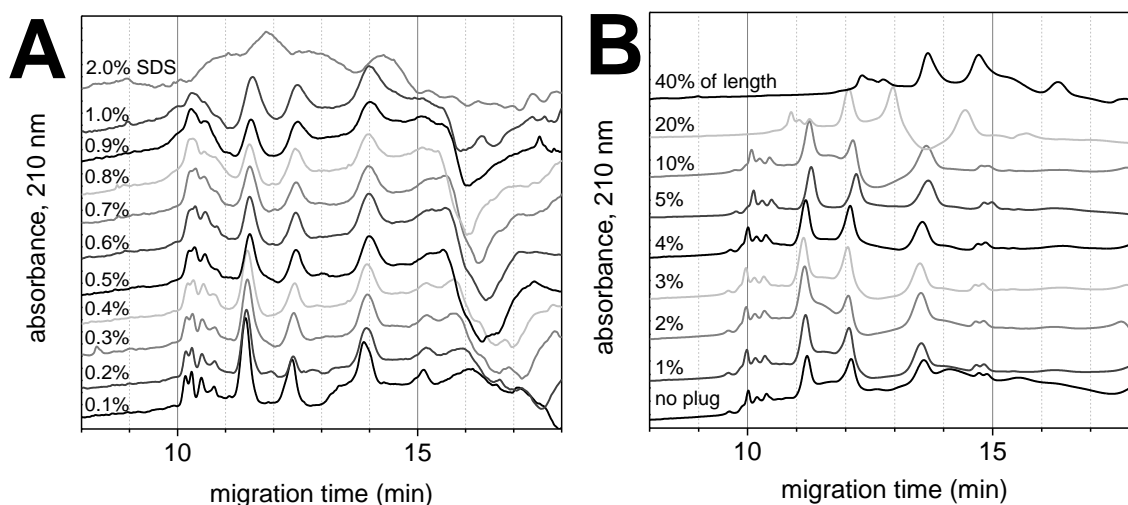 A
absorbance, 210 nm
2.0% SDS
1.0%
0.9%
0.8%
0.7%
0.6%
0.5%
0.4%
0.3%
0.2%
0.1%
10
15
migration time (min)
B
absorbance, 210 nm
40% of length
20%
10%
5%
4%
3%
2%
1%
no plug
10
15
migration time (min)